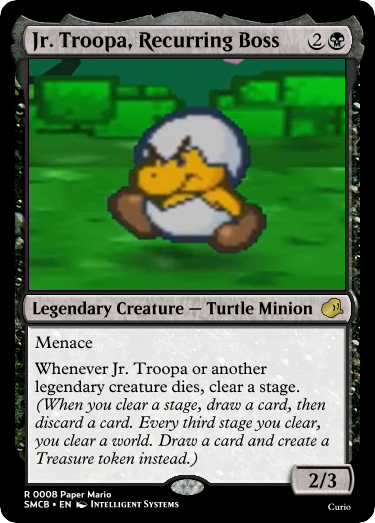 Jr. Troopa, Recurring Boss 2
Legendary Creature — Turtle Minion
Menace
Whenever Jr. Troopa or another
legendary creature dies, clear a stage.
(When you clear a stage, draw a card, then
discard a card. Every third stage you clear,
you clear a world. Draw a card and create a
Treasure token instead.)
2/3
R 0008 Paper Mario
SMCB • EN Intelligent Systems
Curio